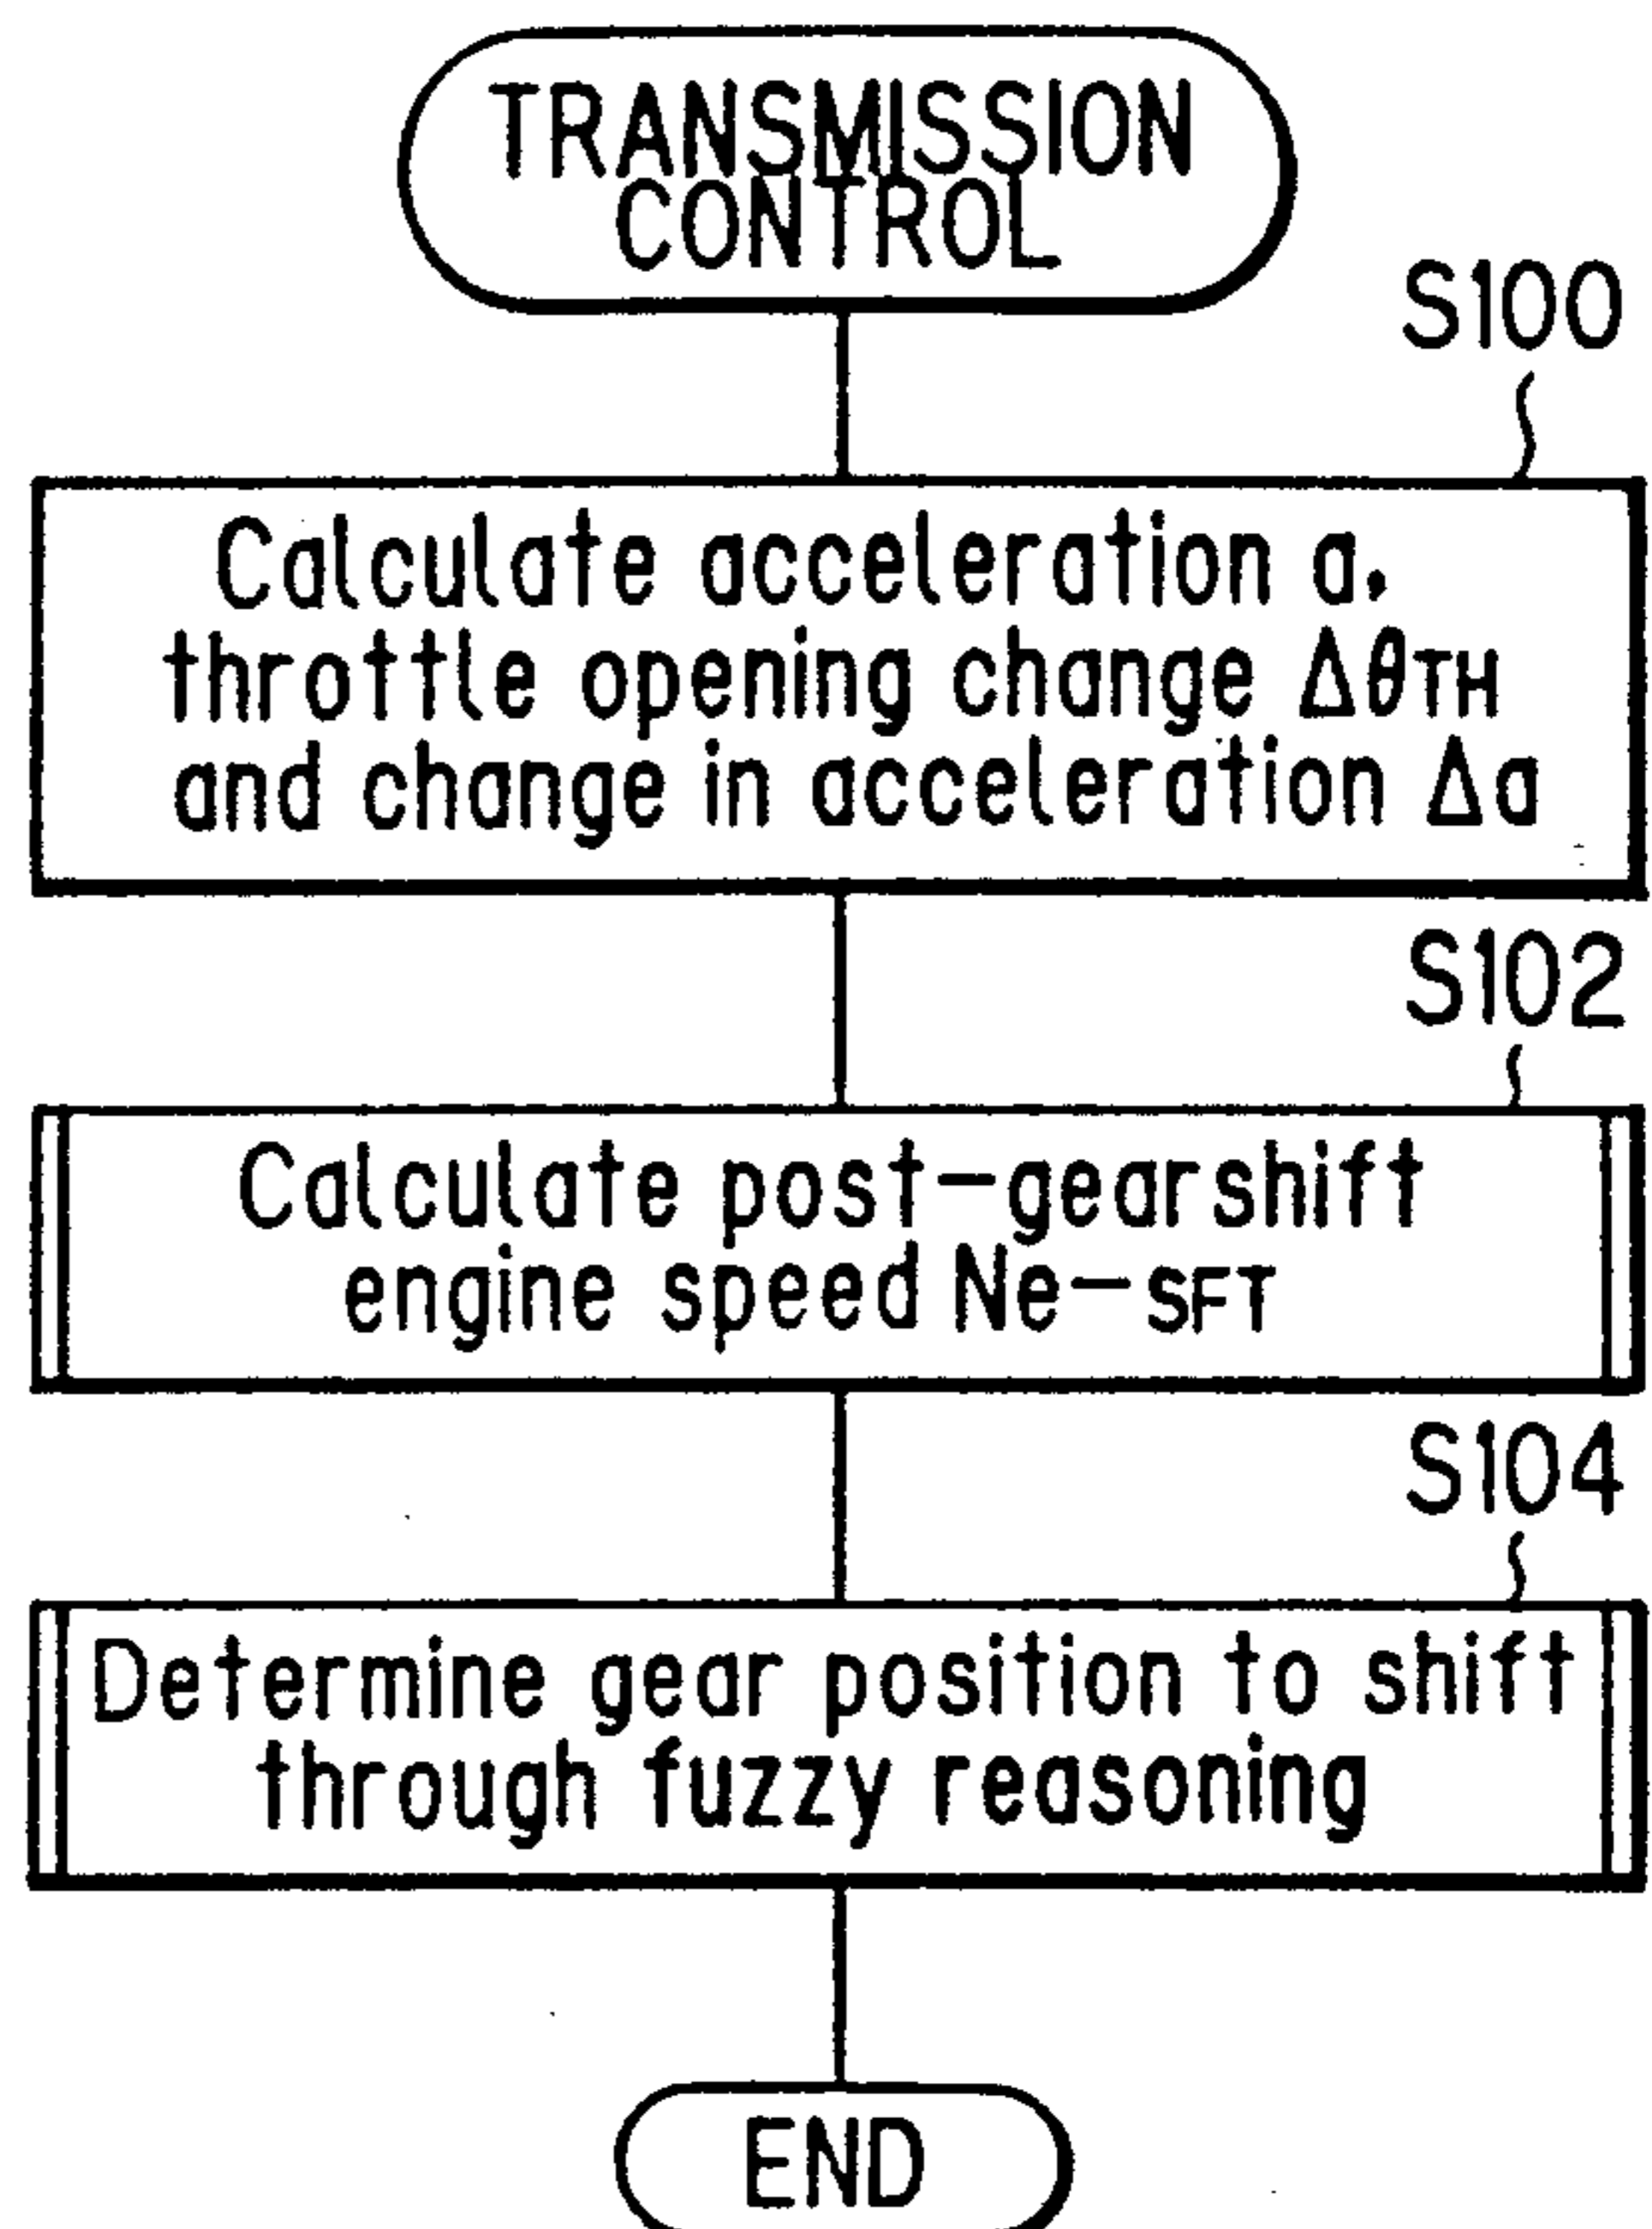 TRANSMISSION
CONTROL
S100
Calculate acceleration a,
throttle opening change ΔθTH
and change in acceleration Δa
S102
Calculate post-gearshift
engine speed Ne-SFT
S104
Determine gear position to shift
through fuzzy reasoning
END